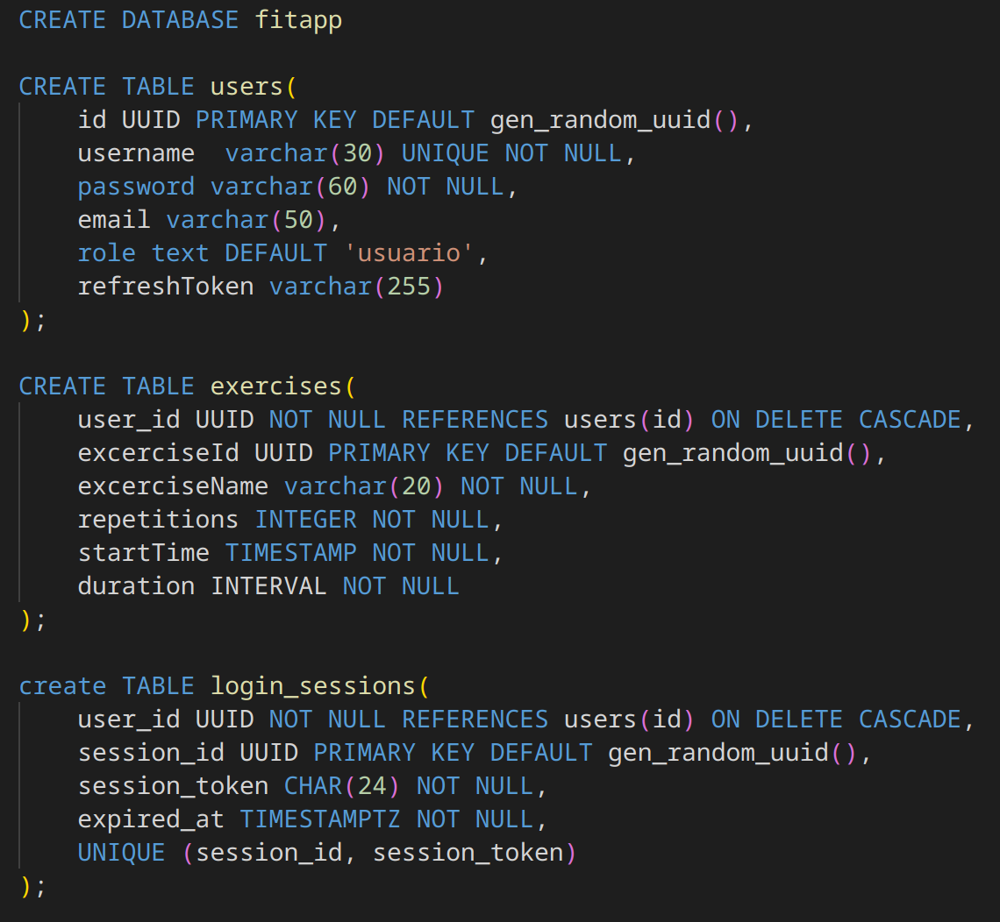 CREATE DATABASE fitapp
CREATE TABLE users(
id UUID PRIMARY KEY DEFAULT gen_random_uuid(),
username  varchar(30) UNIQUE NOT NULL,
password varchar(60) NOT NULL,
email varchar(50),
role text DEFAULT 'usuario',
refreshToken varchar(255)
);
CREATE TABLE exercises(
user_id UUID NOT NULL REFERENCES users(id) ON DELETE CASCADE,
excerciseId UUID PRIMARY KEY DEFAULT gen_random_uuid(),
excerciseName varchar(20) NOT NULL,
repetitions INTEGER NOT NULL,
startTime TIMESTAMP NOT NULL,
duration INTERVAL NOT NULL
);
create TABLE login_sessions(
user_id UUID NOT NULL REFERENCES users(id) ON DELETE CASCADE,
session_id UUID PRIMARY KEY DEFAULT gen_random_uuid(),
session_token CHAR(24) NOT NULL,
expired_at TIMESTAMPTZ NOT NULL,
UNIQUE (session_id, session_token)
);